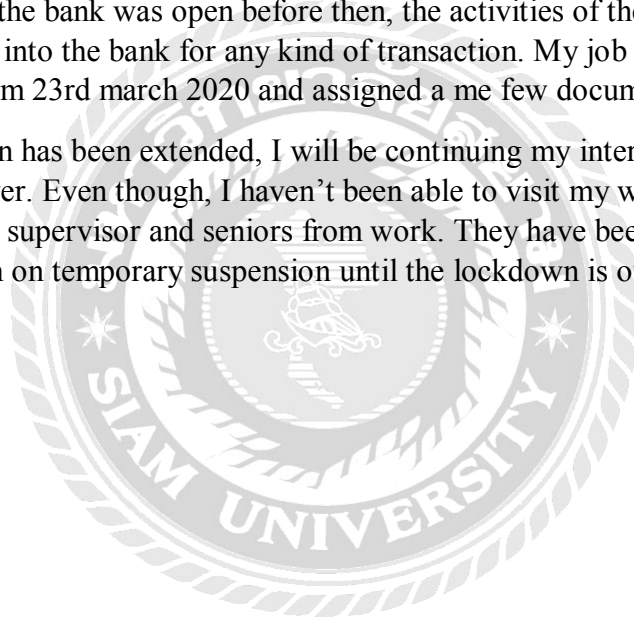 the bank was open before then, the activities of the
into the bank for any kind of transaction. My job
m 23rd march 2020 and assigned a me few docum
n has been extended, I will be continuing my inter
er. Even though, I haven’t been able to visit my w
supervisor and seniors from work. They have bee
n on temporary suspension until the lockdown is o
SIAM UNIVERSITY